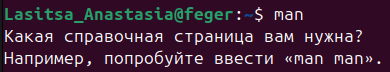 Lasitsa_Anastasia@feger:~$ man
Какая справочная страница вам нужна?
Например, попробуйте ввести «man man».